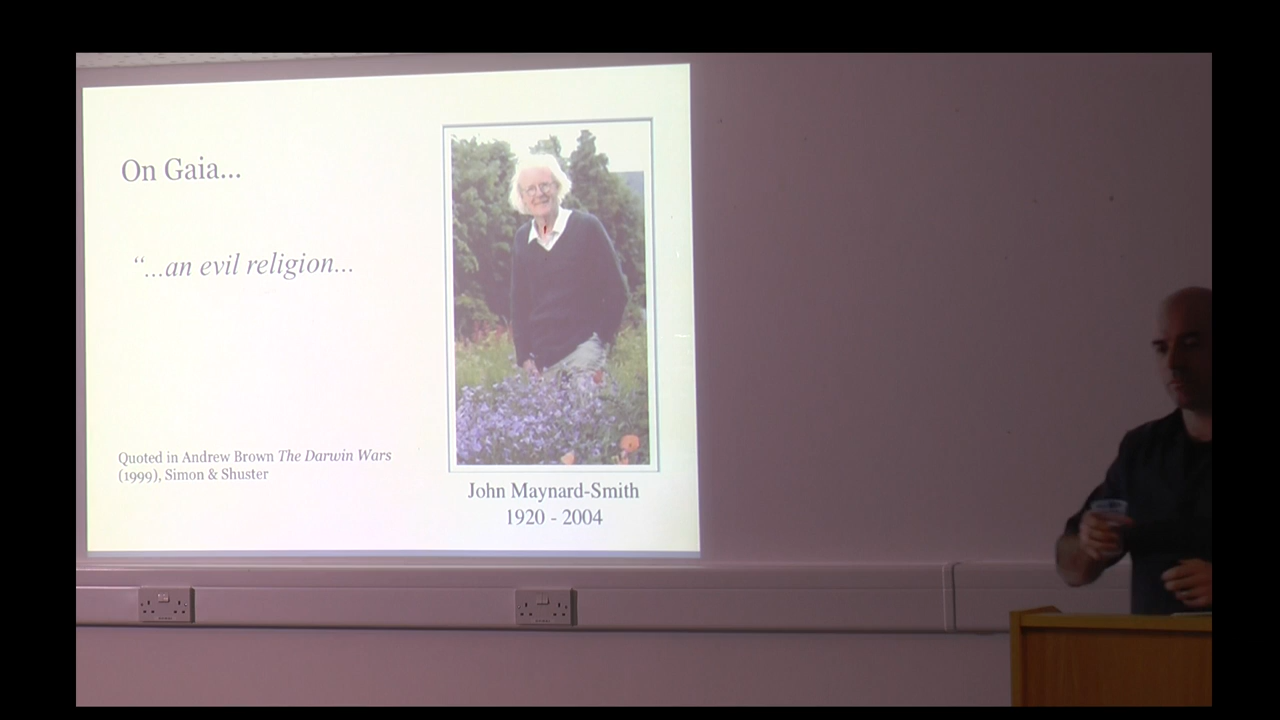 On Gaia...
“...an evil religion...
Quoted in Andrew Brown The Darwin Wars
(1999), Simon & Shuster
John Maynard-Smith
1920 - 2004